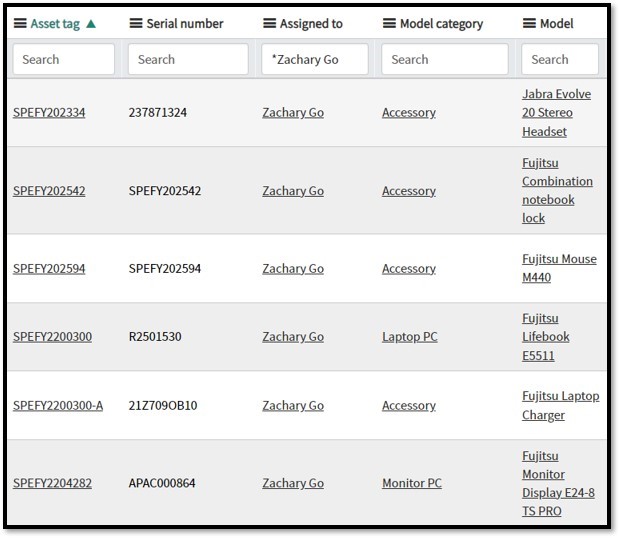 Asset tag ▲ Serial number Assigned to Model category Model
Search Search *Zachary Go Search Search
SPEFY202334 237871324 Zachary Go Accessory Jabra Evolve
20 Stereo
Headset
SPEFY202542 SPEFY202542 Zachary Go Accessory Fujitsu
Combination
notebook
lock
SPEFY202594 SPEFY202594 Zachary Go Accessory Fujitsu Mouse
M440
SPEFY2200300 R2501530 Zachary Go Laptop PC Fujitsu
Lifebook
E5511
SPEFY2200300-A 21Z709OB10 Zachary Go Accessory Fujitsu Laptop
Charger
SPEFY2204282 APAC000864 Zachary Go Monitor PC Fujitsu
Monitor
Display E24-8
TS PRO